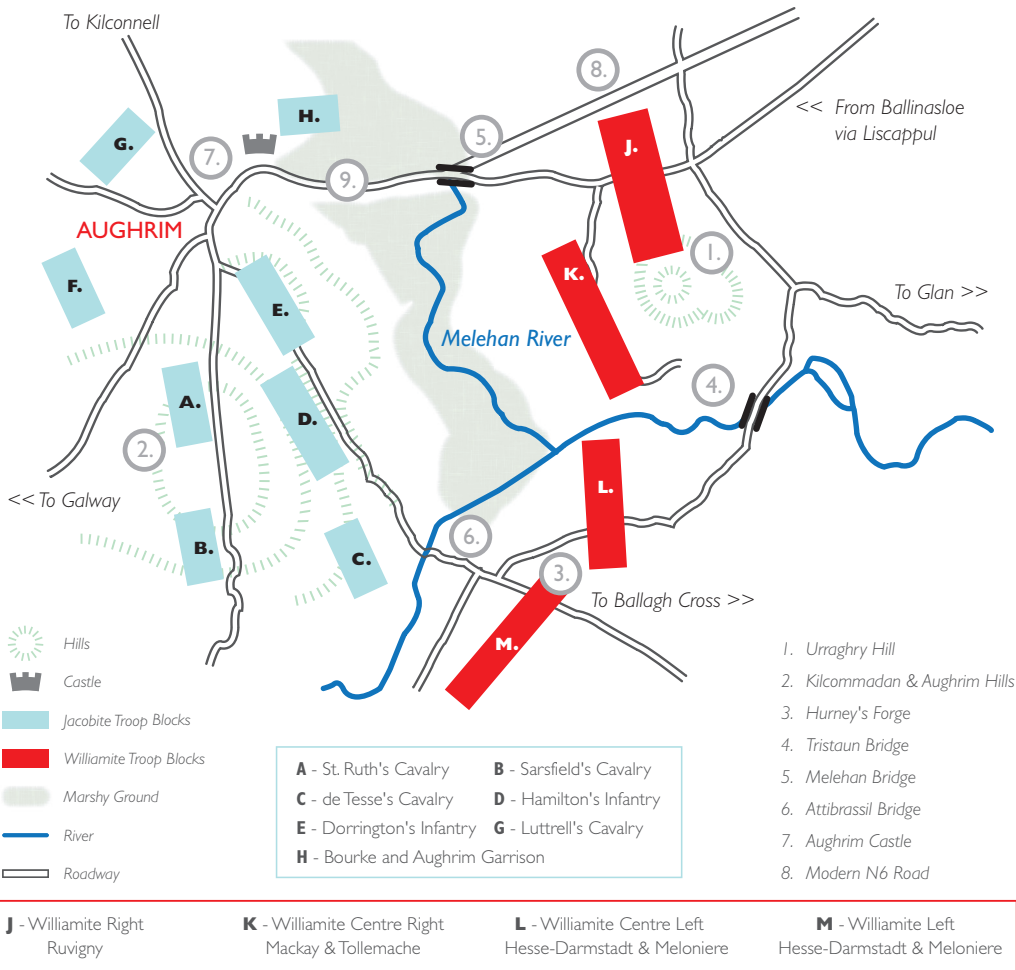 To Kilconnell
8.
<< From Ballinasloe
via Liscappul
H.
G.
5.
7.
J.
9.
AUGHRIM
1.
K.
F.
E.
To Glan >>
Melehan River
4.
A.
D.
2.
<< To Galway
L.
6.
B.
C.
3.
To Ballagh Cross >>
M.
Hills
Castle
Jacobite Troop Blocks
Williamite Troop Blocks
Marshy Ground
River
Roadway
A - St. Ruth's Cavalry B - Sarsfield's Cavalry
C - de Tesse's Cavalry D - Hamilton's Infantry
E - Dorrington's Infantry G - Luttrell's Cavalry
H - Bourke and Aughrim Garrison
1. Urraghry Hill
2. Kilcommadan & Aughrim Hills
3. Hurney's Forge
4. Tristaun Bridge
5. Melehan Bridge
6. Attibrassil Bridge
7. Aughrim Castle
8. Modern N6 Road
J - Williamite Right
Ruvigny
K - Williamite Centre Right
Mackay & Tollemache
L - Williamite Centre Left
Hesse-Darmstadt & Meloniere
M - Williamite Left
Hesse-Darmstadt & Meloniere